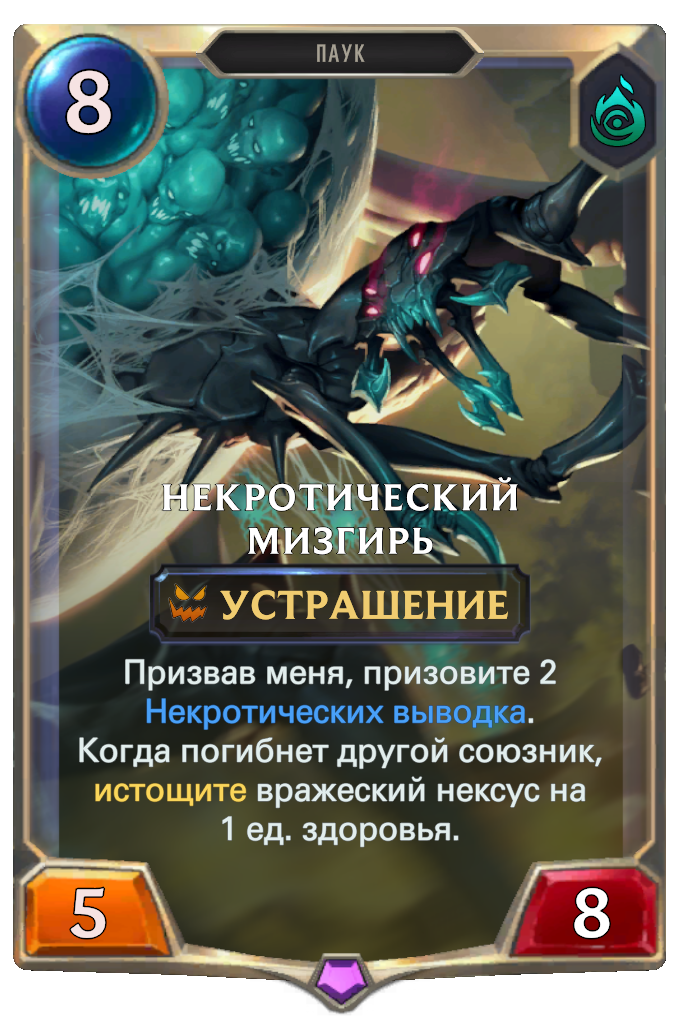 ПАУК
8
НЕКРОТИЧЕСКИЙ
МИЗГИРЬ
УСТРАШЕНИЕ
Призвав меня, призовите 2
Некротических выводка.
Когда погибнет другой союзник,
истощите вражеский нексус на
1 ед. здоровья.
5 8